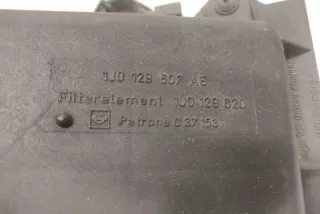 1J0 129 607 AE
Filterelement 1J0 129 620
Patrone C 37 153